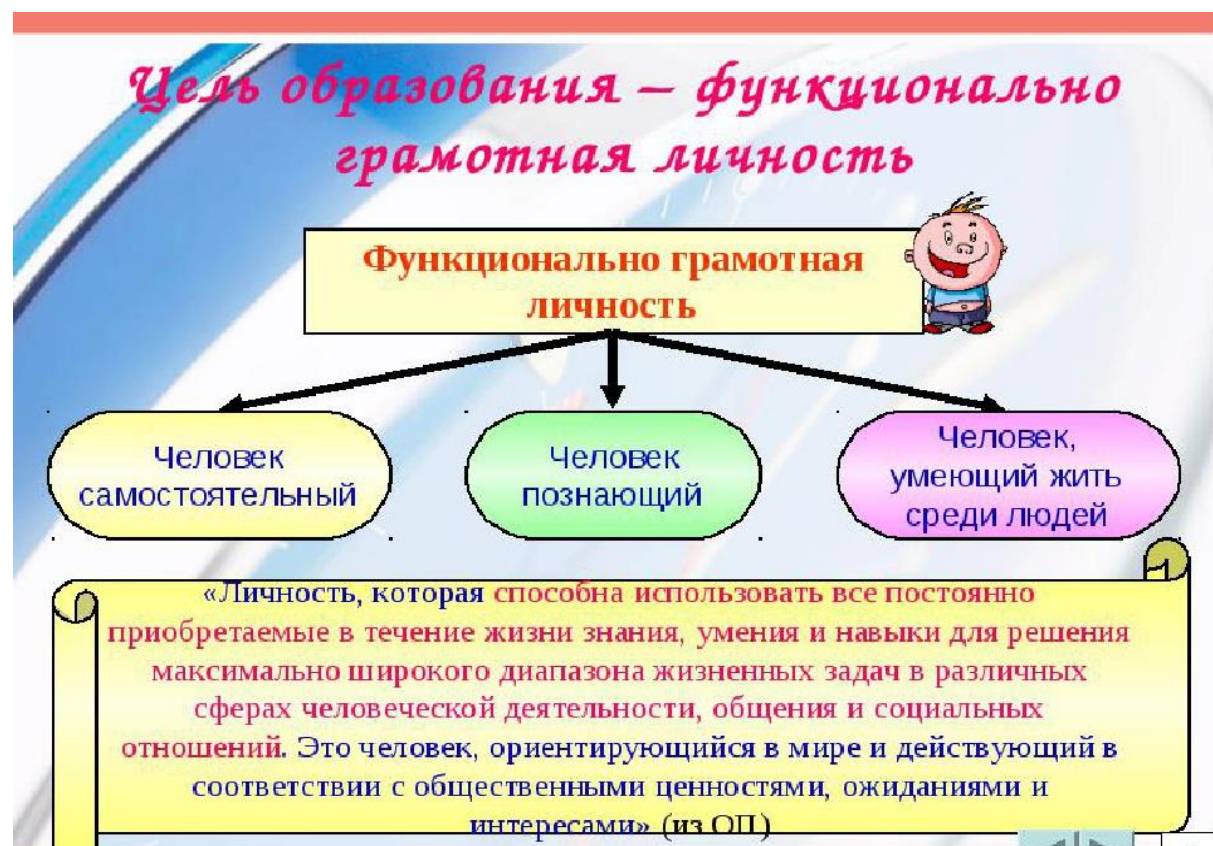 Цель образования – функционально
грамотная личность
Функционально грамотная
личность
Человек
самостоятельный
Человек
познающий
Человек,
умеющий жить
среди людей
«Личность, которая способна использовать все постоянно
приобретаемые в течение жизни знания, умения и навыки для решения
максимально широкого диапазона жизненных задач в различных
сферах человеческой деятельности, общения и социальных
отношений. Это человек, ориентирующийся в мире и действующий в
соответствии с общественными ценностями, ожиданиями и
интересами» (из ОП)